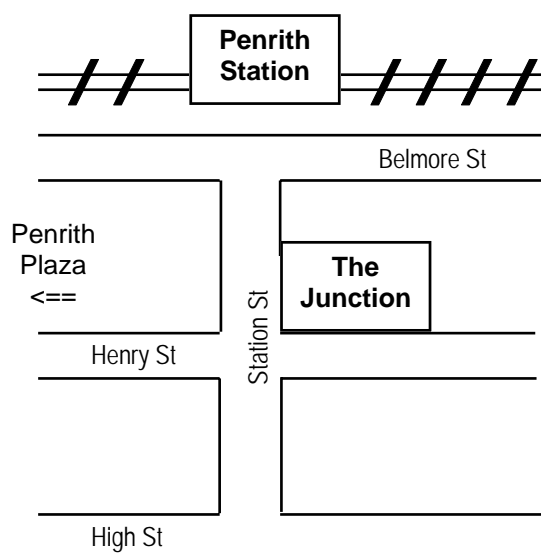 Penrith
Station
Belmore St
Penrith
Plaza
<==
The
Junction
Station St
Henry St
High St